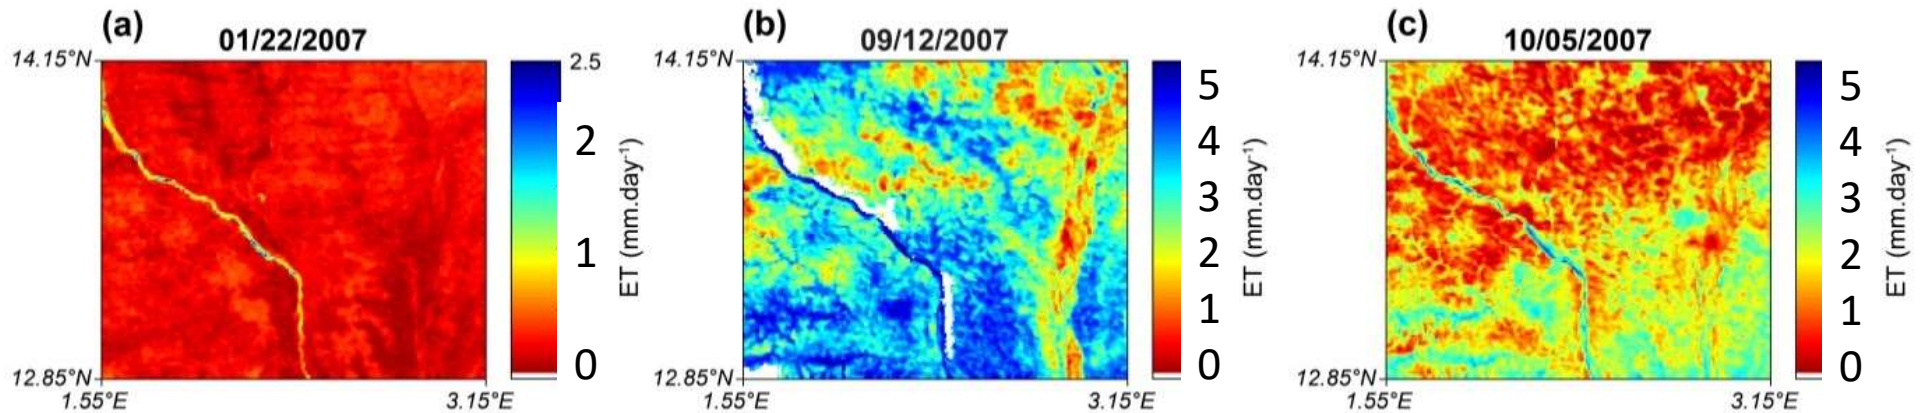 (a)
01/22/2007
14.15°N
12.85°N
1.55°E
3.15°E
2.5
2
1
0
ET (mm.day-1)
(b)
09/12/2007
14.15°N
12.85°N
1.55°E
3.15°E
5
4
3
2
1
0
ET (mm.day-1)
(c)
10/05/2007
14.15°N
12.85°N
1.55°E
3.15°E
5
4
3
2
1
0
ET (mm.day-1)